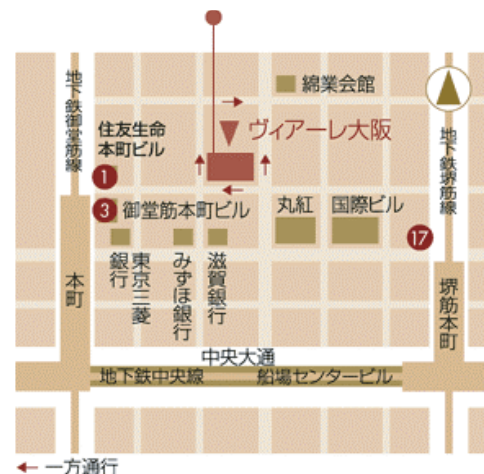 綿業会館
地下鉄御堂筋線
住友生命
本町ビル
ヴィアーレ大阪
地下鉄堺筋線
1
3
御堂筋本町ビル
丸紅
国際ビル
17
東京三菱
銀行
みずほ銀行
滋賀銀行
本町
堺筋本町
中央大通
地下鉄中央線
船場センタービル
一方通行